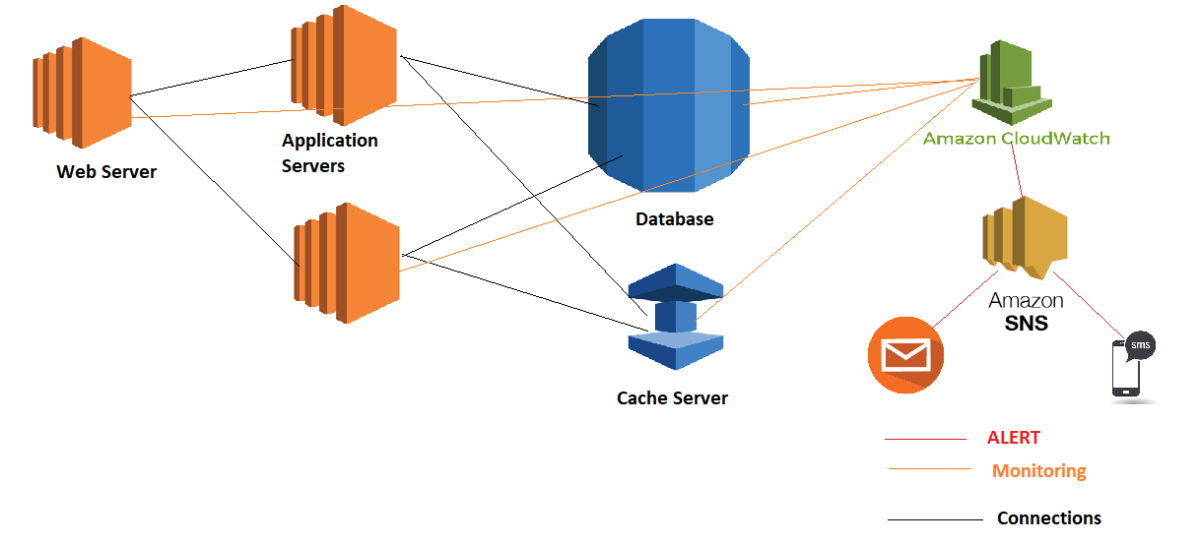 Web Server
Application
Servers
Database
Cache Server
Amazon CloudWatch
Amazon
SNS
sms
ALERT
Monitoring
Connections